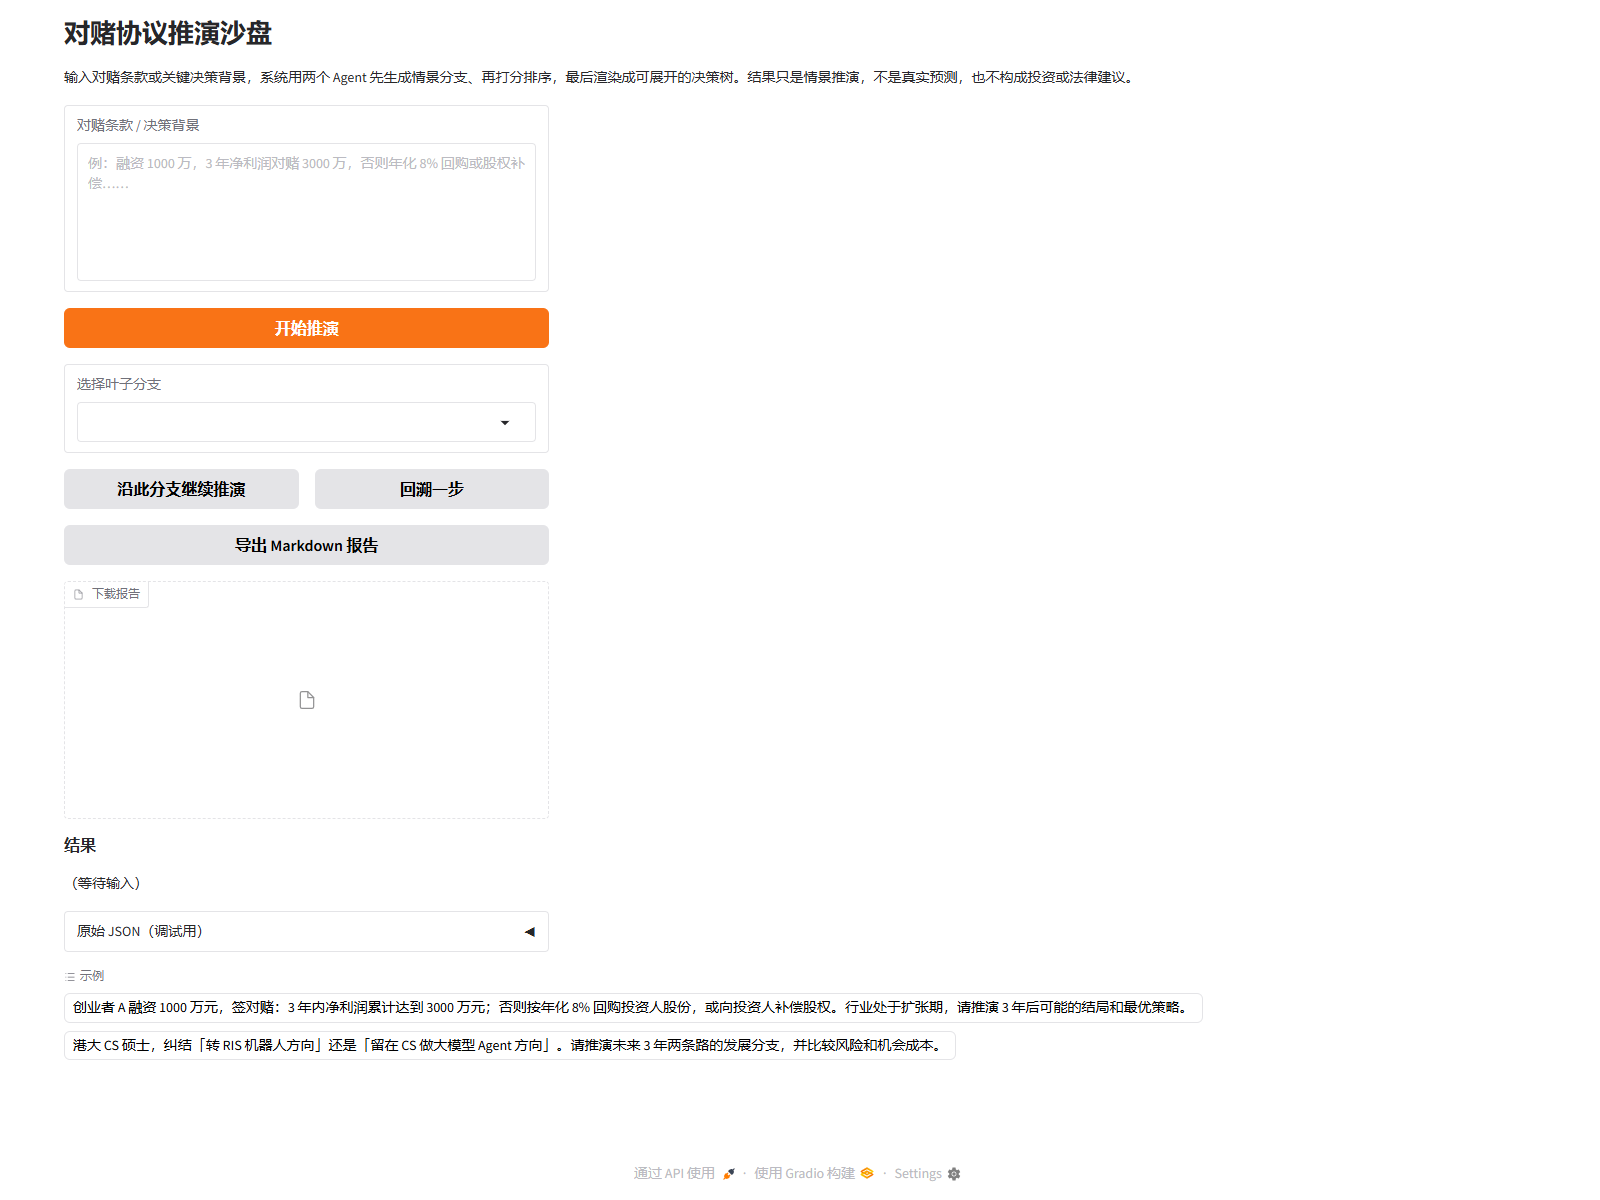 对赌协议推演沙盘
输入对赌条款或关键决策背景，系统用两个 Agent 先生成情景分支、再打分排序，最后渲染成可展开的决策树。结果只是情景推演，不是真实预测，也不构成投资或法律建议。
对赌条款 / 决策背景
例：融资 1000 万，3 年净利润对赌 3000 万，否则年化 8% 回购或股权补
偿……
开始推演
选择叶子分支
沿此分支继续推演
回溯一步
导出 Markdown 报告
下载报告
结果
（等待输入）
原始 JSON（调试用）
示例
创业者 A 融资 1000 万元，签对赌：3 年内净利润累计达到 3000 万元；否则按年化 8% 回购投资人股份，或向投资人补偿股权。行业处于扩张期，请推演 3 年后可能的结局和最优策略。
港大 CS 硕士，纠结「转 RIS 机器人方向」还是「留在 CS 做大模型 Agent 方向」。请推演未来 3 年两条路的发展分支，并比较风险和机会成本。
通过 API 使用 · 使用 Gradio 构建 · Settings